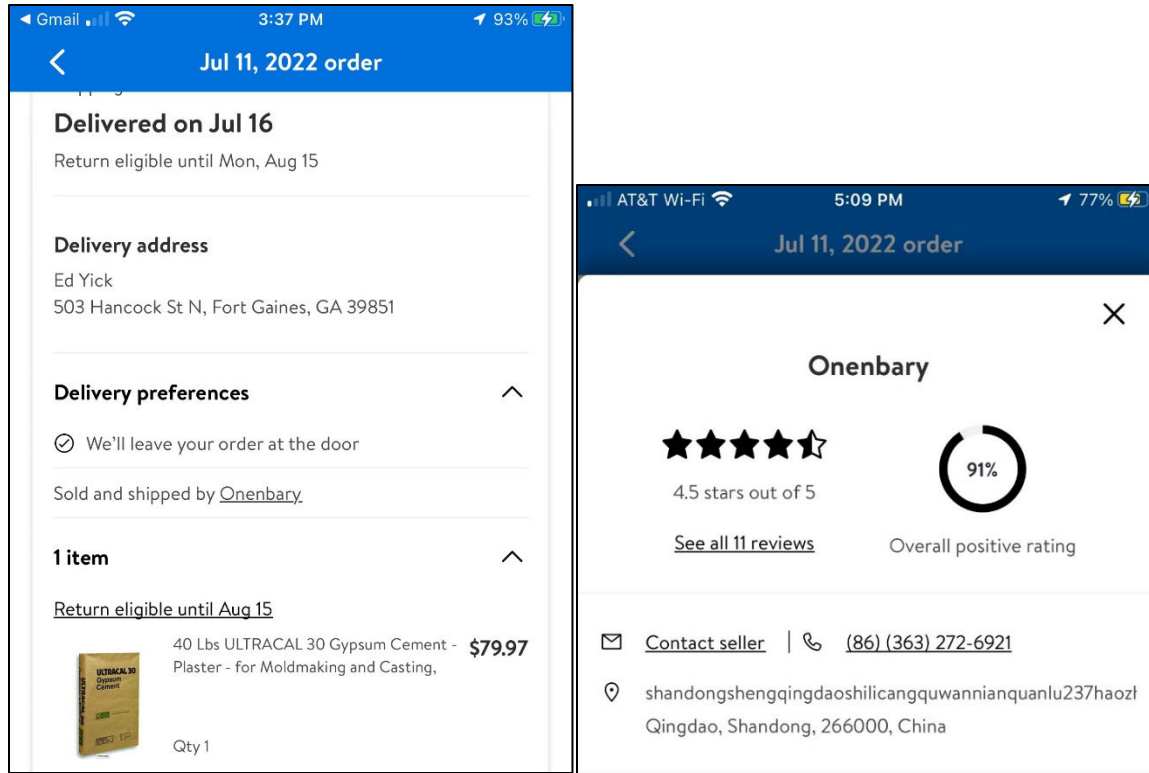 Gmail 3:37 PM 93%
Jul 11, 2022 order
Delivered on Jul 16
Return eligible until Mon, Aug 15
Delivery address
Ed Yick
503 Hancock St N, Fort Gaines, GA 39851
Delivery preferences
We'll leave your order at the door
Sold and shipped by Onenbary
1 item
Return eligible until Aug 15
40 Lbs ULTRACAL 30 Gypsum Cement - $79.97
Plaster - for Moldmaking and Casting,
ULTRACAL 30
Gypsum
Cement
Qty 1
AT&T Wi-Fi 5:09 PM 77%
Jul 11, 2022 order
Onenbary
91%
4.5 stars out of 5
See all 11 reviews Overall positive rating
Contact seller | (86) (363) 272-6921
shandongshengqingdaoshilicangquwannianquanlu237haozh
Qingdao, Shandong, 266000, China